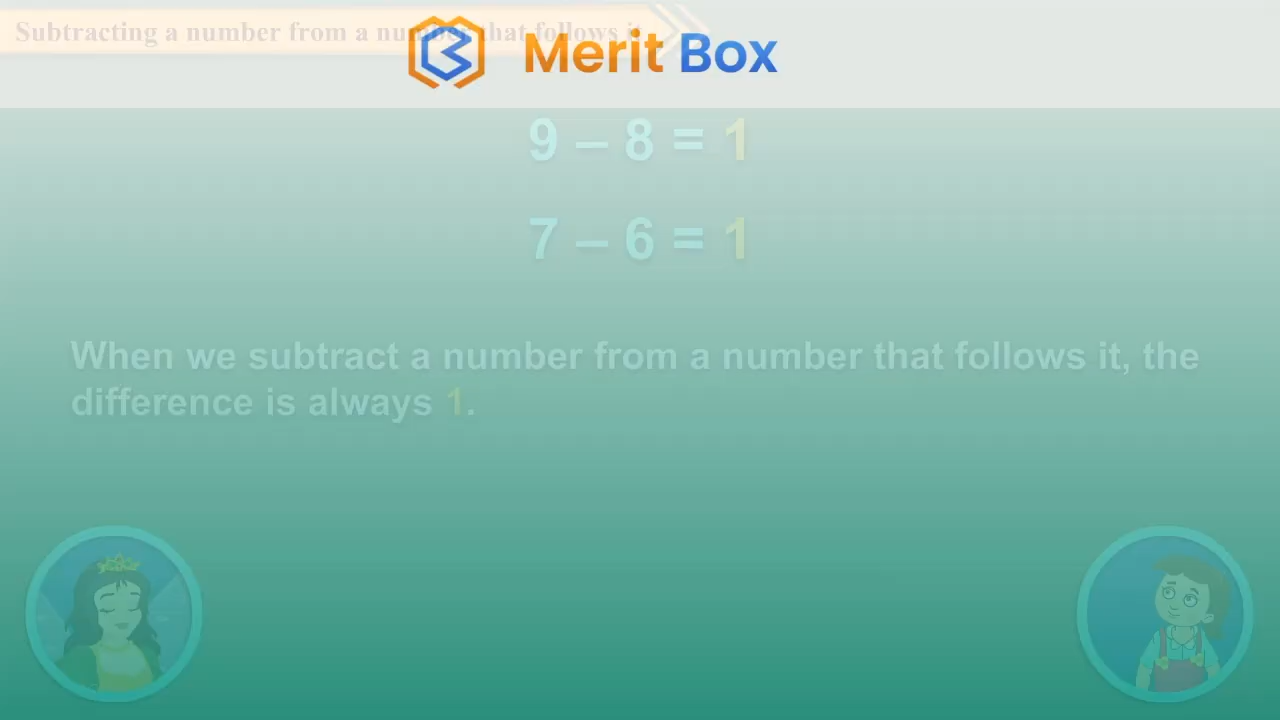 Subtracting a number from a number that follows it
Merit Box
9 – 8 = 1
7 – 6 = 1
When we subtract a number from a number that follows it, the
difference is always 1.